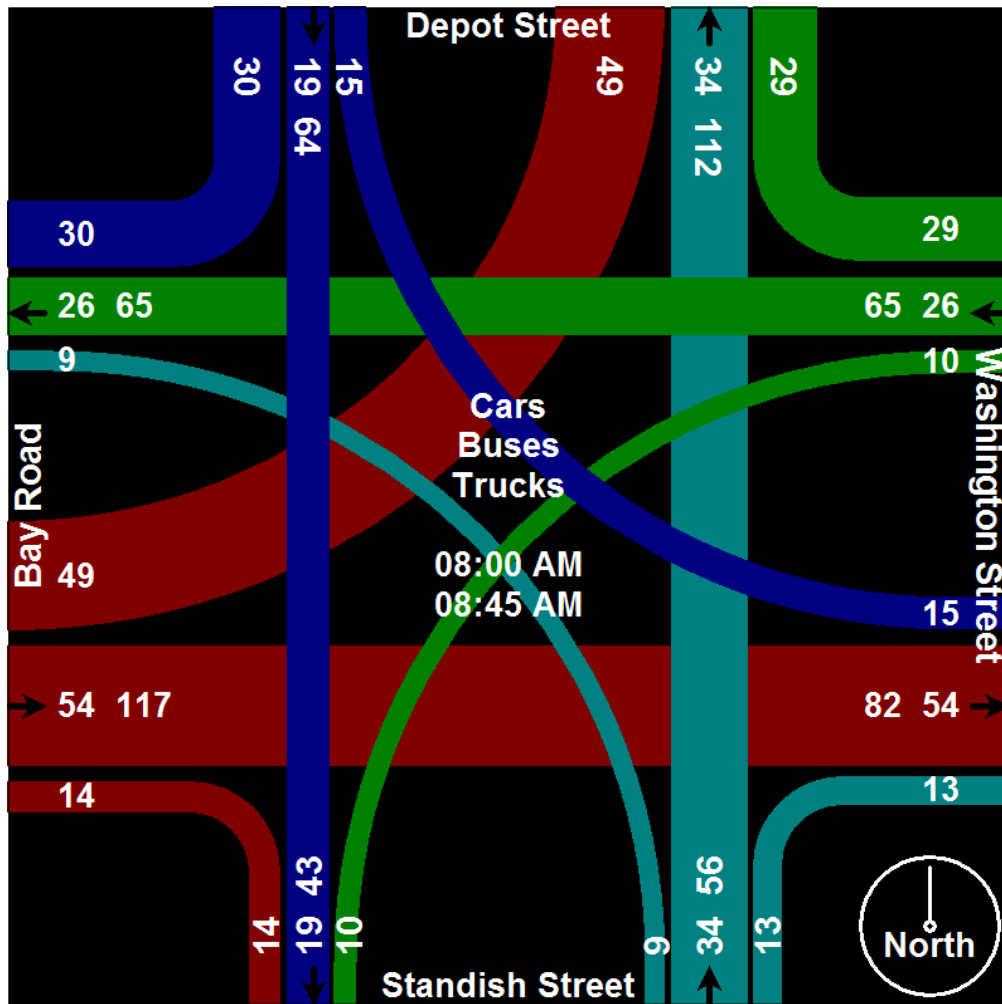 Depot Street
30
19 64
15
49
34 112
29
30
29
26 65
65 26
9
10
Cars
Buses
Trucks
Bay Road
Washington Street
49
08:00 AM
08:45 AM
15
54 117
82 54
14
13
14
19 43
10
9
34 56
13
North
Standish Street